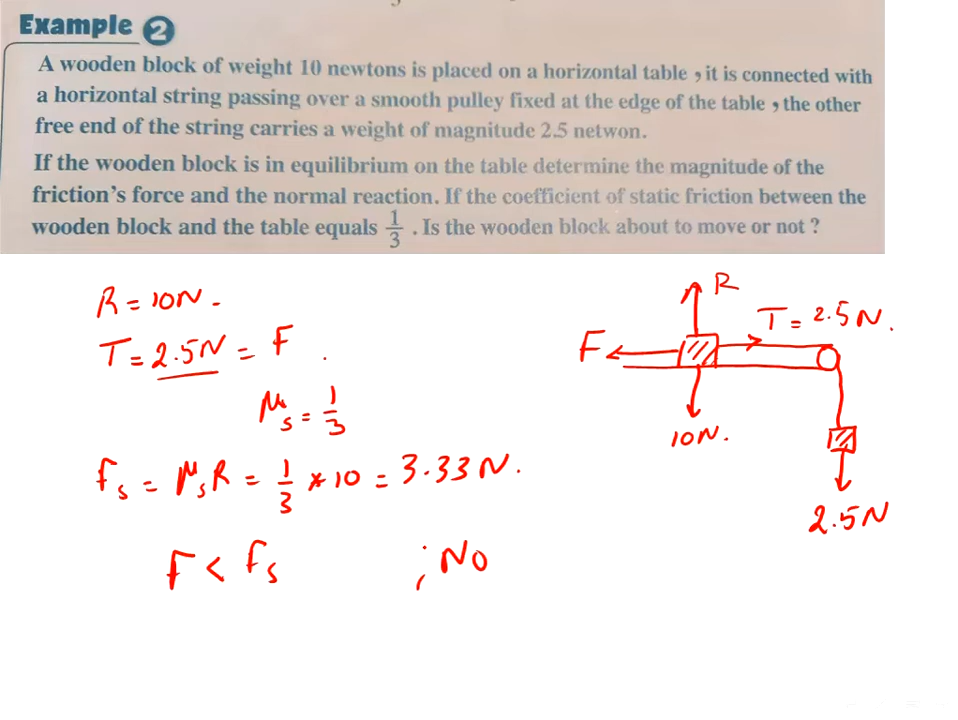 Example 2
A wooden block of weight 10 newtons is placed on a horizontal table , it is connected with
a horizontal string passing over a smooth pulley fixed at the edge of the table , the other
free end of the string carries a weight of magnitude 2.5 netwon.
If the wooden block is in equilibrium on the table determine the magnitude of the
friction's force and the normal reaction. If the coefficient of static friction between the
wooden block and the table equals 1/3 . Is the wooden block about to move or not ?
R = 10N .
T = 2.5N = F
μs = 1/3
Fs = μsR = 1/3 * 10 = 3.33 N .
F < Fs ; No
R
T = 2.5 N .
F
10N .
2.5N